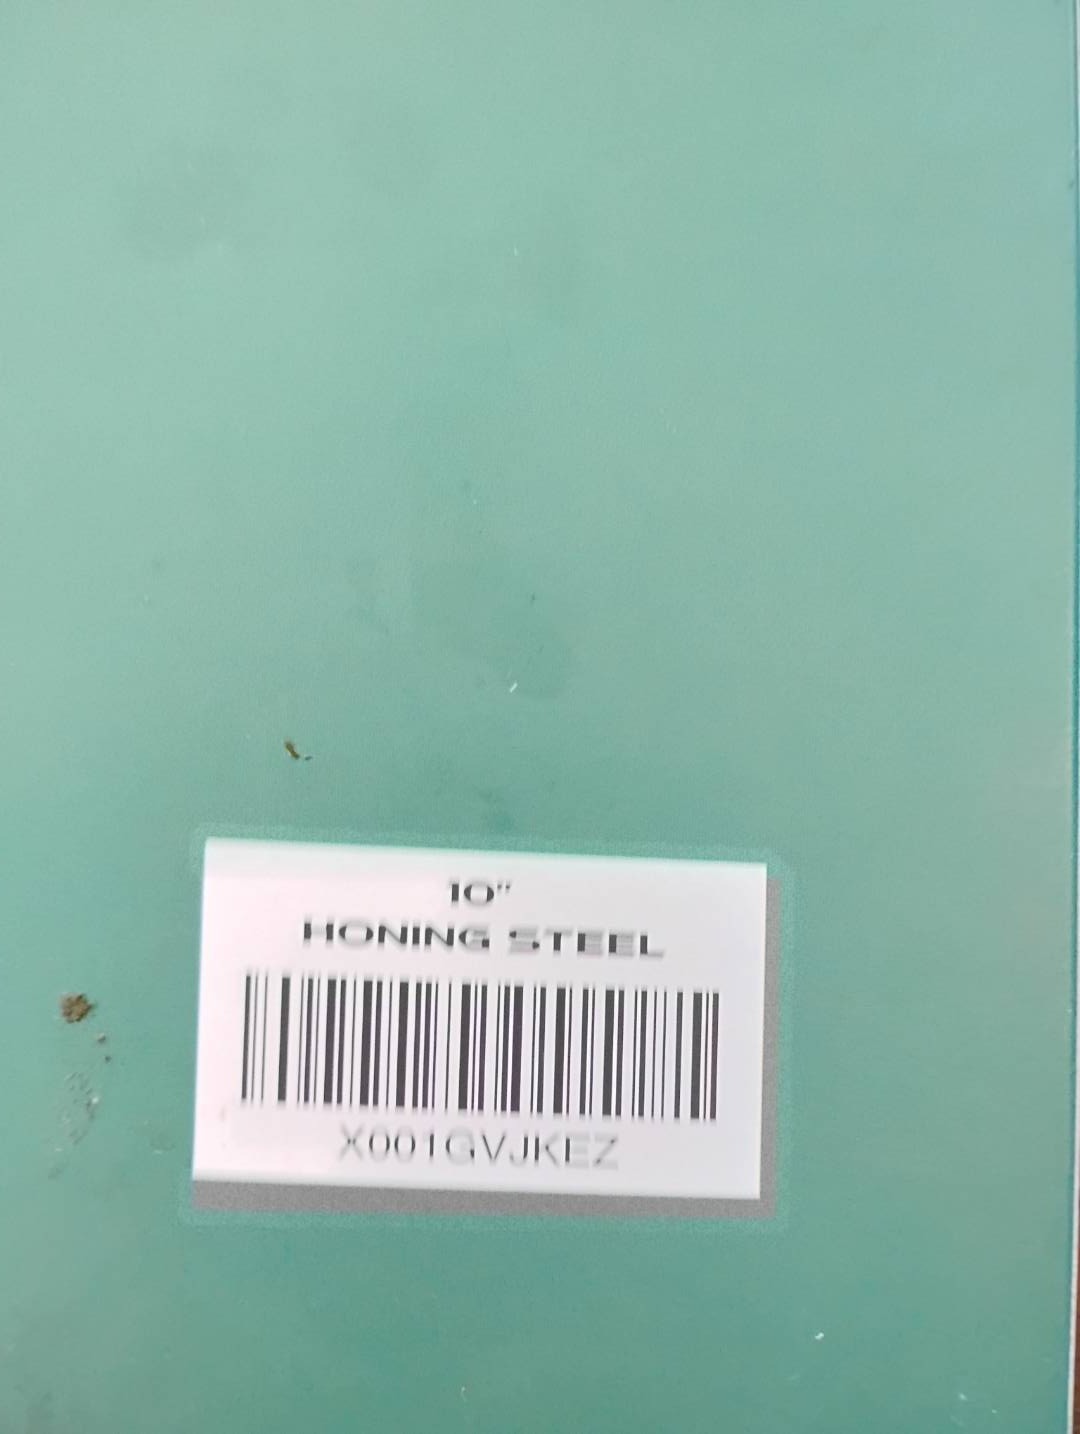 10"
HONING STEEL
X001GVJKEZ